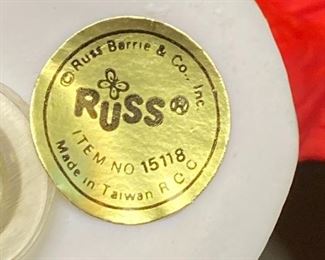 © Russ Berrie & Co., Inc.
RUSS®
ITEM NO 15118
Made in Taiwan R O C